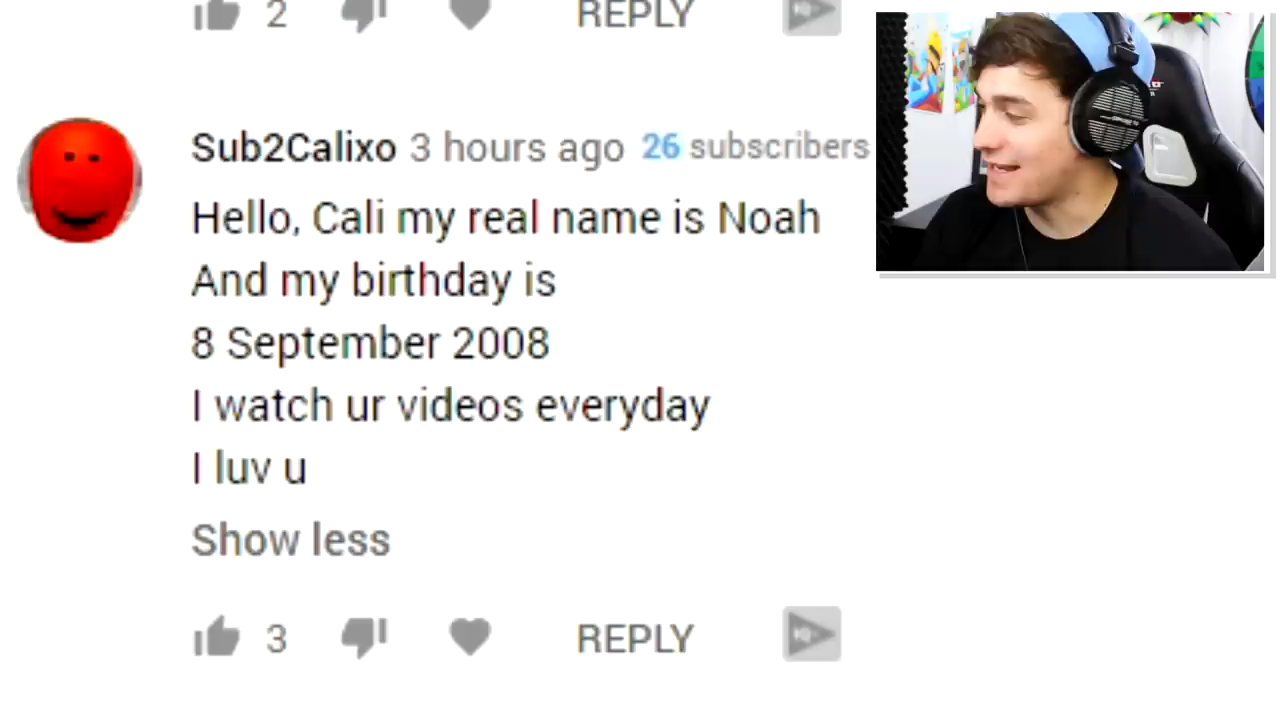 2 REPLY
Sub2Calixo 3 hours ago 26 subscribers
Hello, Cali my real name is Noah
And my birthday is
8 September 2008
I watch ur videos everyday
I luv u
Show less
3 REPLY